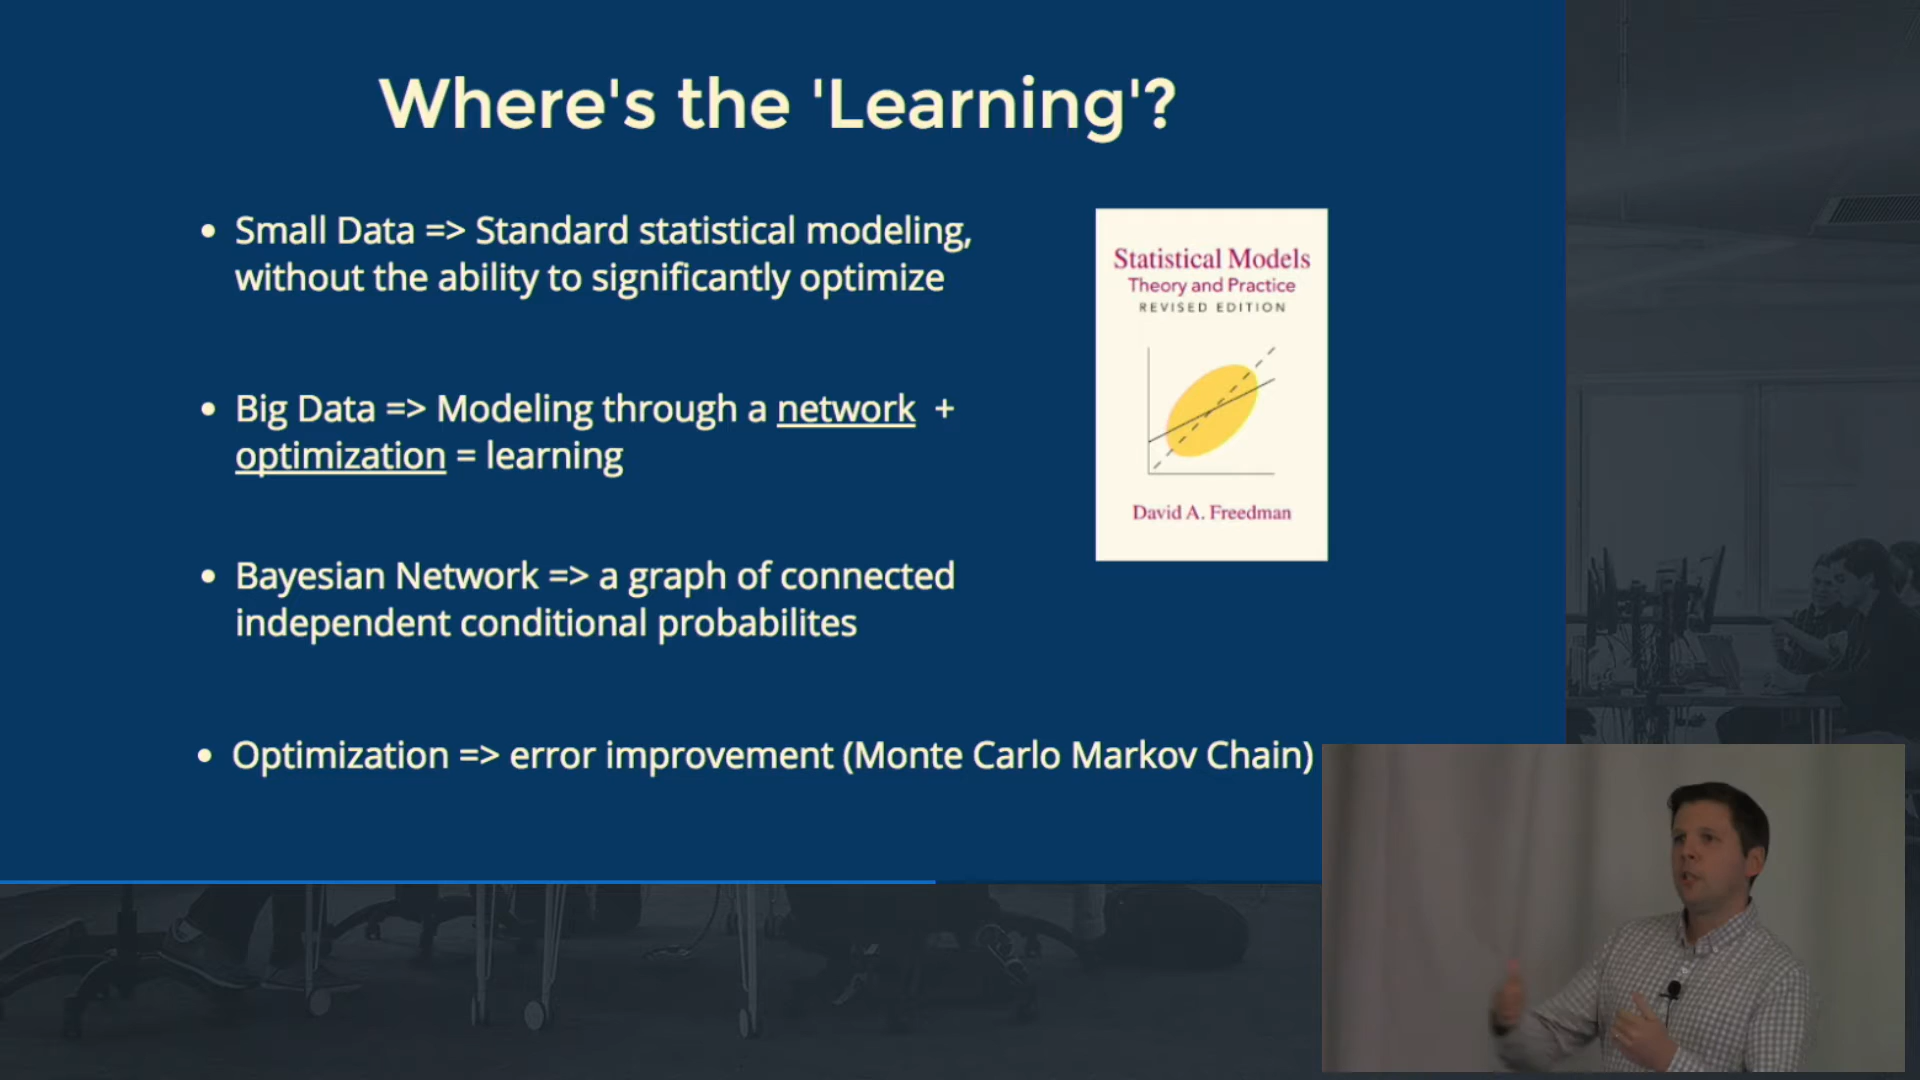 Where's the 'Learning'?
• Small Data => Standard statistical modeling,
without the ability to significantly optimize
• Big Data => Modeling through a network +
optimization = learning
• Bayesian Network => a graph of connected
independent conditional probabilites
• Optimization => error improvement (Monte Carlo Markov Chain)
Statistical Models
Theory and Practice
REVISED EDITION
David A. Freedman